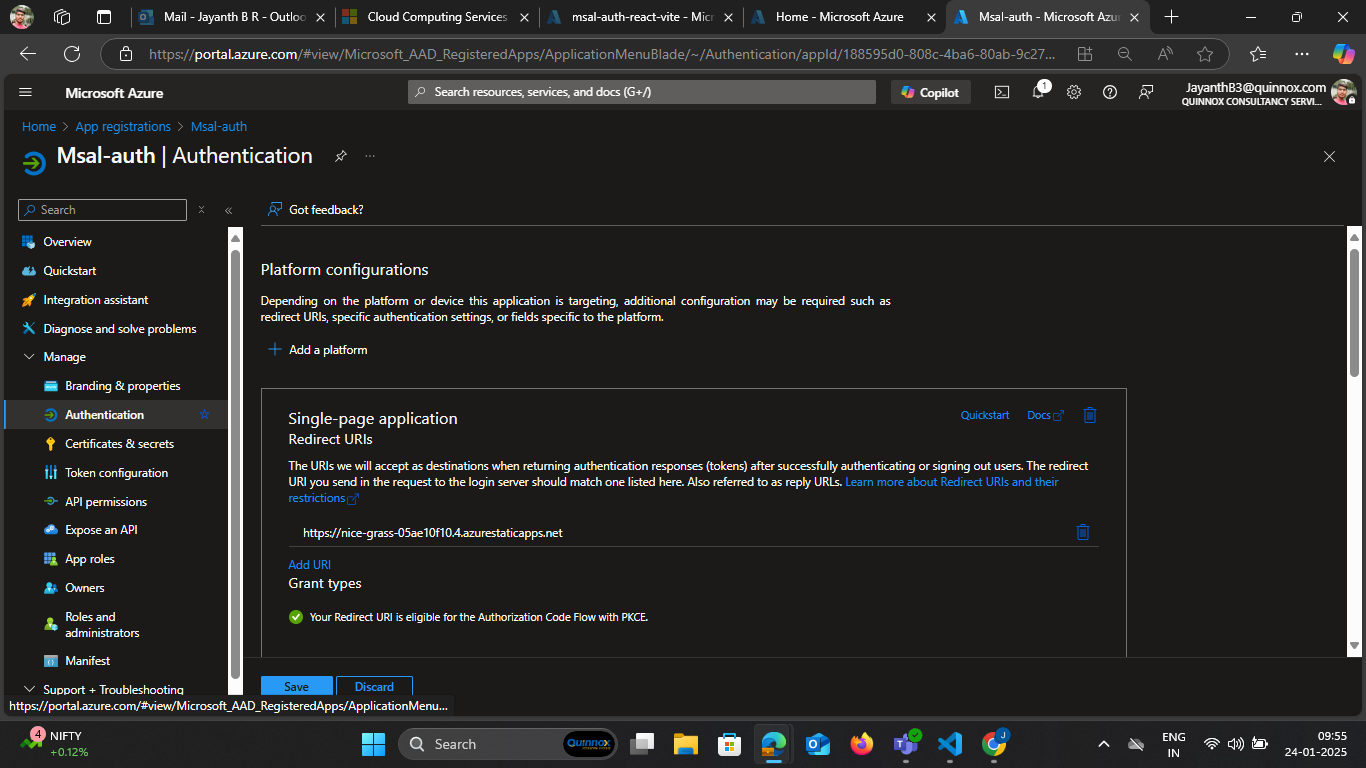 Mail - Jayanth B R - Outloo
Cloud Computing Services
msal-auth-react-vite - Micr
Home - Microsoft Azure
Msal-auth - Microsoft Azur
https://portal.azure.com/#view/Microsoft_AAD_RegisteredApps/ApplicationMenuBlade/~/Authentication/appId/188595d0-808c-4ba6-80ab-9c27...
Microsoft Azure
Search resources, services, and docs (G+/)
Copilot
1
JayanthB3@quinnox.com
QUINNOX CONSULTANCY SERVI...
Home > App registrations > Msal-auth
Msal-auth | Authentication
Search
Got feedback?
Overview
Quickstart
Integration assistant
Diagnose and solve problems
Manage
Branding & properties
Authentication
Certificates & secrets
Token configuration
API permissions
Expose an API
App roles
Owners
Roles and
administrators
Manifest
Support + Troubleshooting
Platform configurations
Depending on the platform or device this application is targeting, additional configuration may be required such as
redirect URIs, specific authentication settings, or fields specific to the platform.
Add a platform
Single-page application
Quickstart
Docs
Redirect URIs
The URIs we will accept as destinations when returning authentication responses (tokens) after successfully authenticating or signing out users. The redirect
URI you send in the request to the login server should match one listed here. Also referred to as reply URLs. Learn more about Redirect URIs and their
restrictions
https://nice-grass-05ae10f10.4.azurestaticapps.net
Add URI
Grant types
Your Redirect URI is eligible for the Authorization Code Flow with PKCE.
Save
Discard
https://portal.azure.com/#view/Microsoft_AAD_RegisteredApps/ApplicationMenu...
4
NIFTY
+0.12%
Search
Quinnox
J
ENG
IN
09:55
24-01-2025